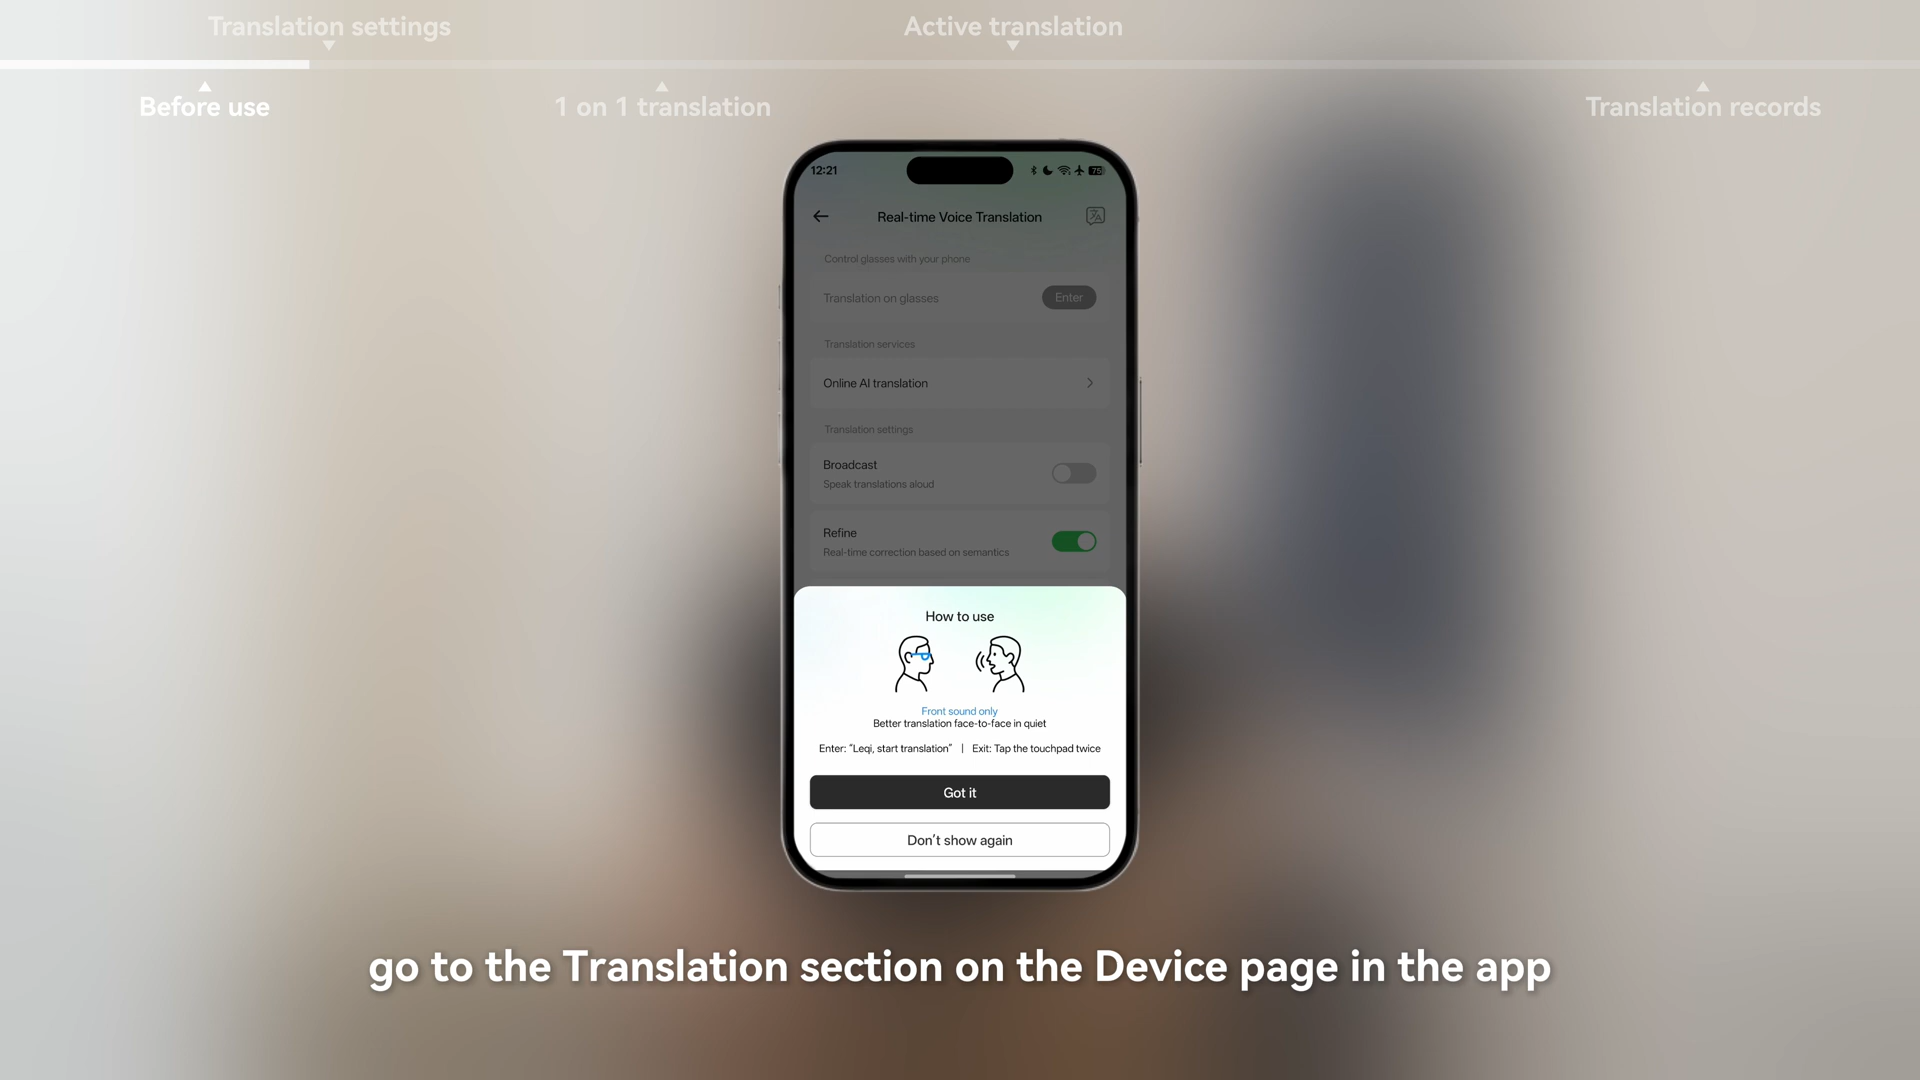 Translation settings
Active translation
Before use
1 on 1 translation
Translation records
12:21
75
Real-time Voice Translation
Control glasses with your phone
Translation on glasses
Enter
Translation services
Online AI translation
Translation settings
Broadcast
Speak translations aloud
Refine
Real-time correction based on semantics
How to use
Front sound only
Better translation face-to-face in quiet
Enter: "Leqi, start translation" | Exit: Tap the touchpad twice
Got it
Don't show again
go to the Translation section on the Device page in the app